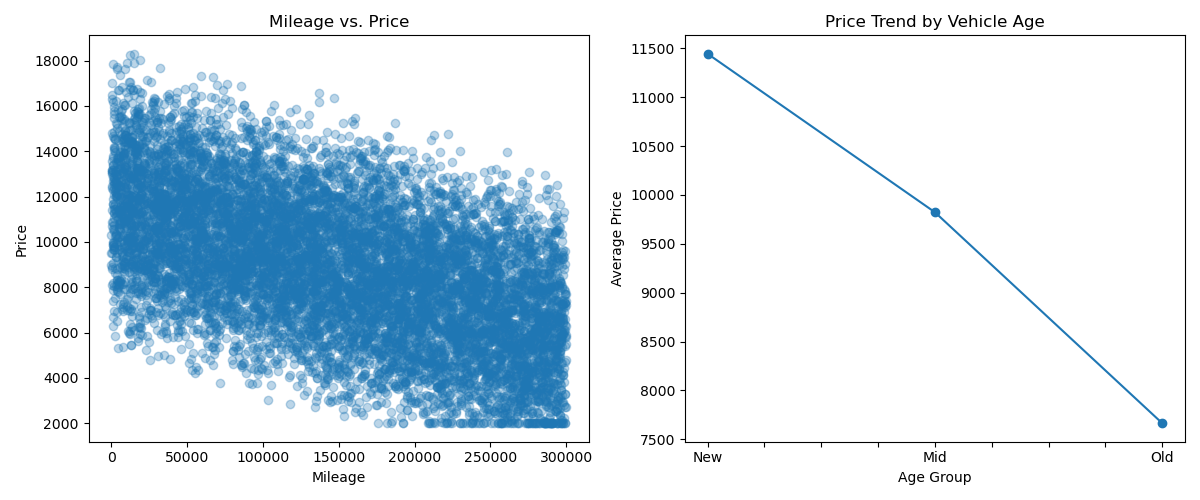 Mileage vs. Price
Price
18000
16000
14000
12000
10000
8000
6000
4000
2000
0 50000 100000 150000 200000 250000 300000
Mileage
Price Trend by Vehicle Age
Average Price
11500
11000
10500
10000
9500
9000
8500
8000
7500
New Mid Old
Age Group